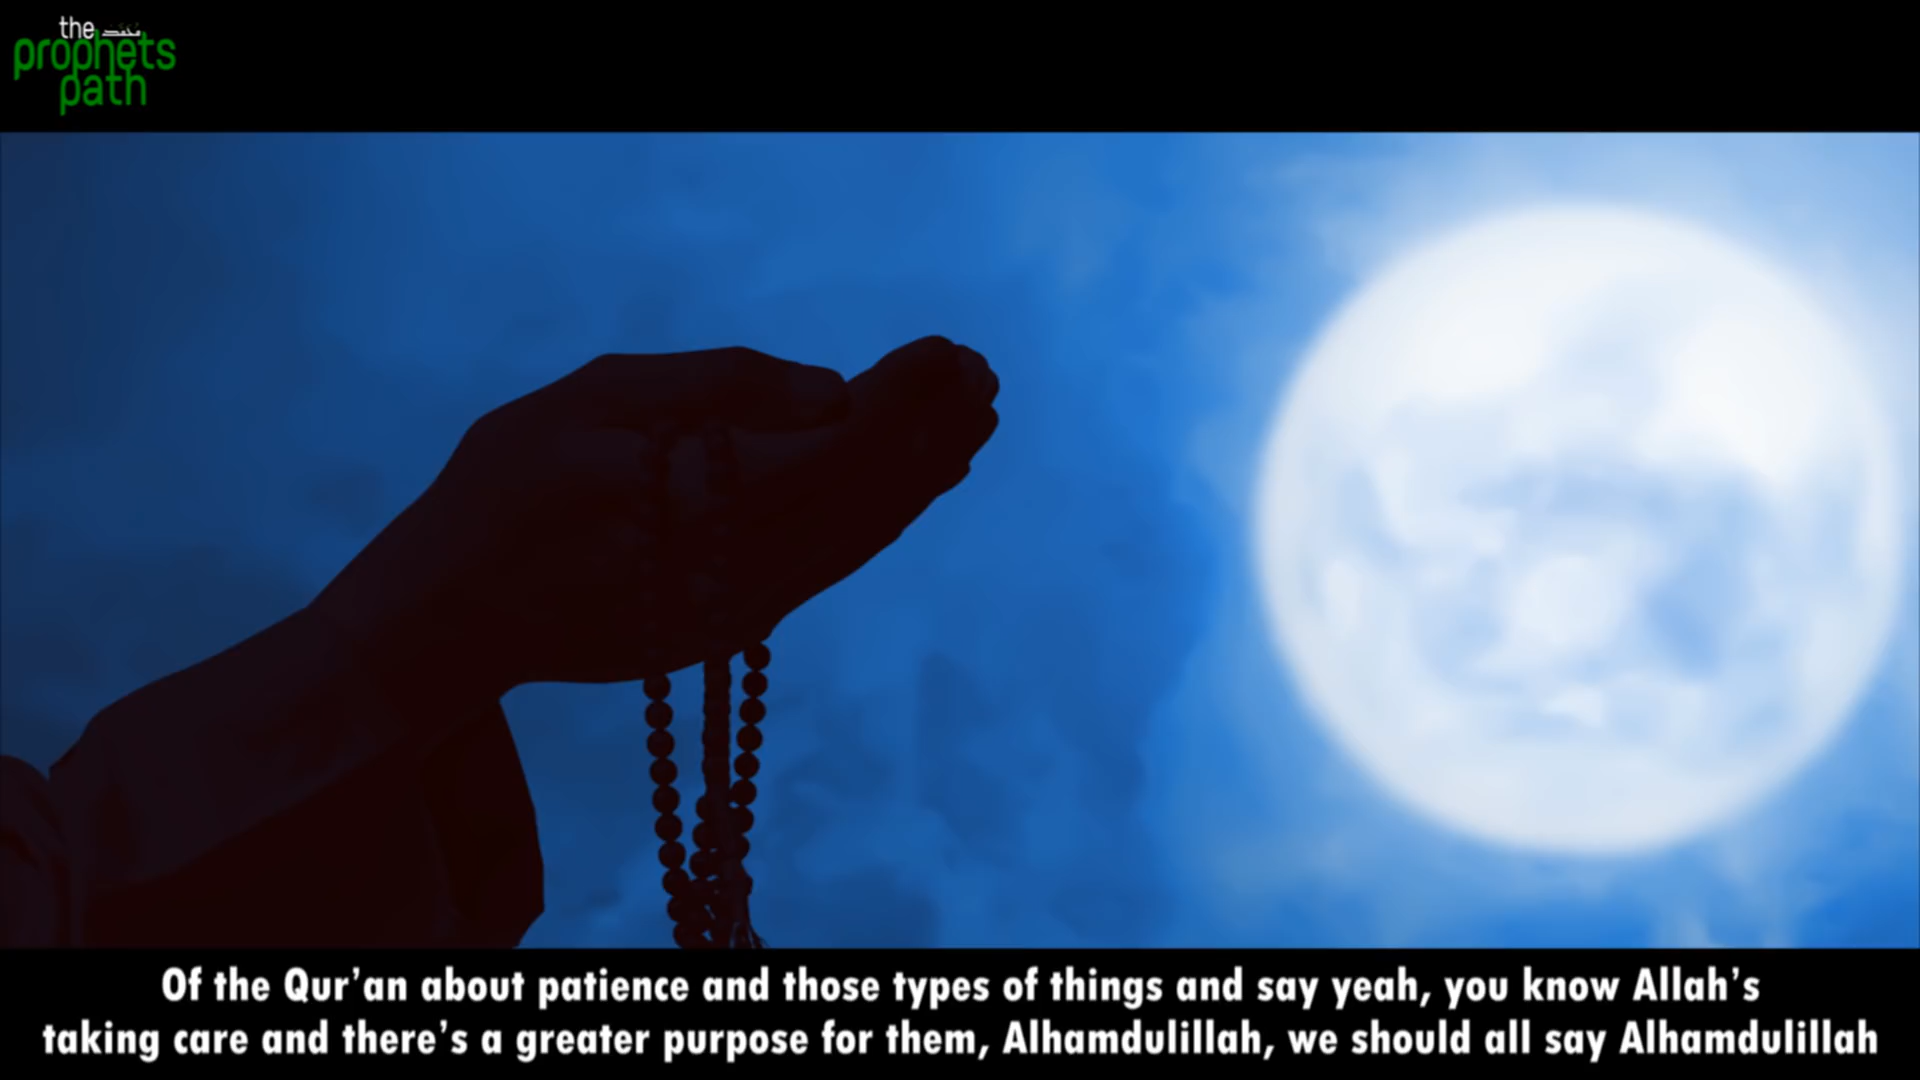 the
prophets
path
Of the Qur’an about patience and those types of things and say yeah, you know Allah’s
taking care and there’s a greater purpose for them, Alhamdulillah, we should all say Alhamdulillah